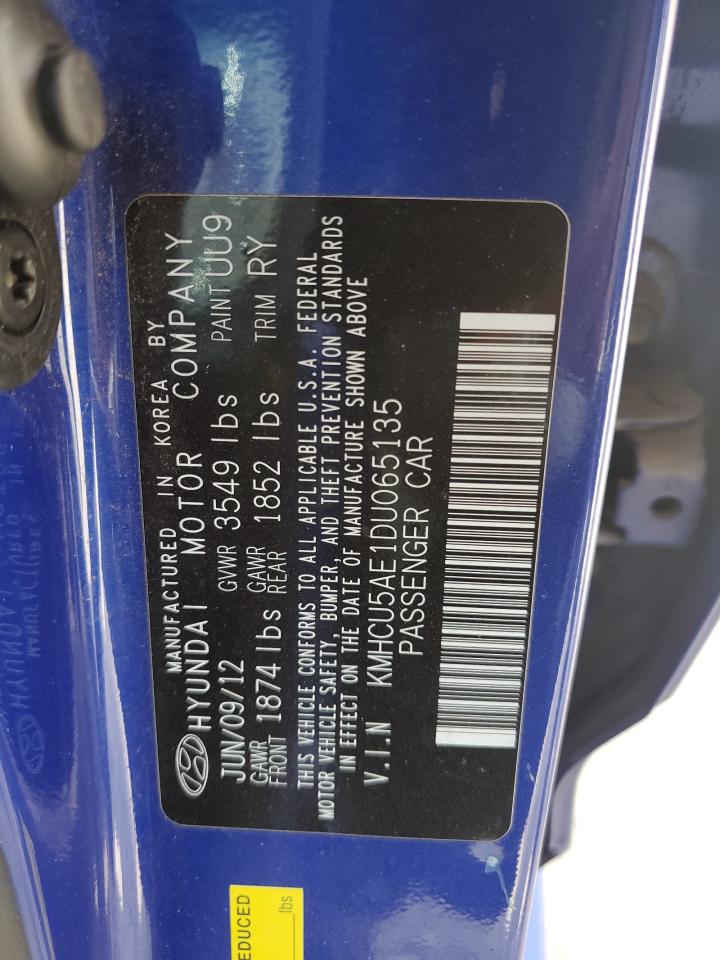 MANUFACTURED IN KOREA BY
HYUNDAI MOTOR COMPANY
JUN/09/12 GVWR 3549 lbs PAINT UU9
GAWR FRONT 1874 lbs GAWR REAR 1852 lbs TRIM RY
THIS VEHICLE CONFORMS TO ALL APPLICABLE U.S.A. FEDERAL
MOTOR VEHICLE SAFETY, BUMPER, AND THEFT PREVENTION STANDARDS
IN EFFECT ON THE DATE OF MANUFACTURE SHOWN ABOVE
V.I.N KMHCU5AE1DU065135
PASSENGER CAR
EDUCED
lbs